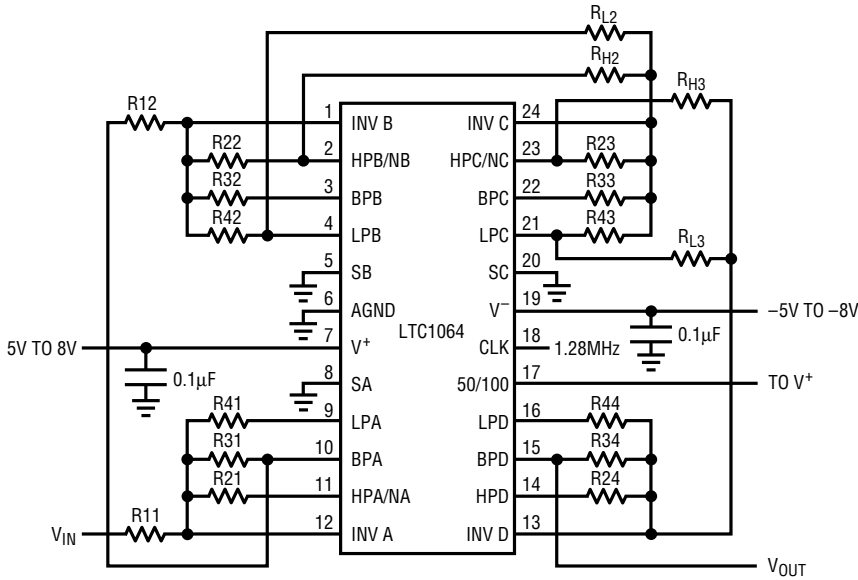 RL2
RH2
RH3
R12
1 INV B INV C 24
R22 2 HPB/NB HPC/NC 23 R23
R32 3 BPB BPC 22 R33
R42 4 LPB LPC 21 R43
RL3
5 SB SC 20
6 AGND V− 19 −5V TO −8V
LTC1064
5V TO 8V 7 V+ CLK 18 1.28MHz 0.1µF
0.1µF 8 SA 50/100 17 TO V+
R41 9 LPA LPD 16 R44
R31 10 BPA BPD 15 R34
R21 11 HPA/NA HPD 14 R24
VIN R11 12 INV A INV D 13
VOUT